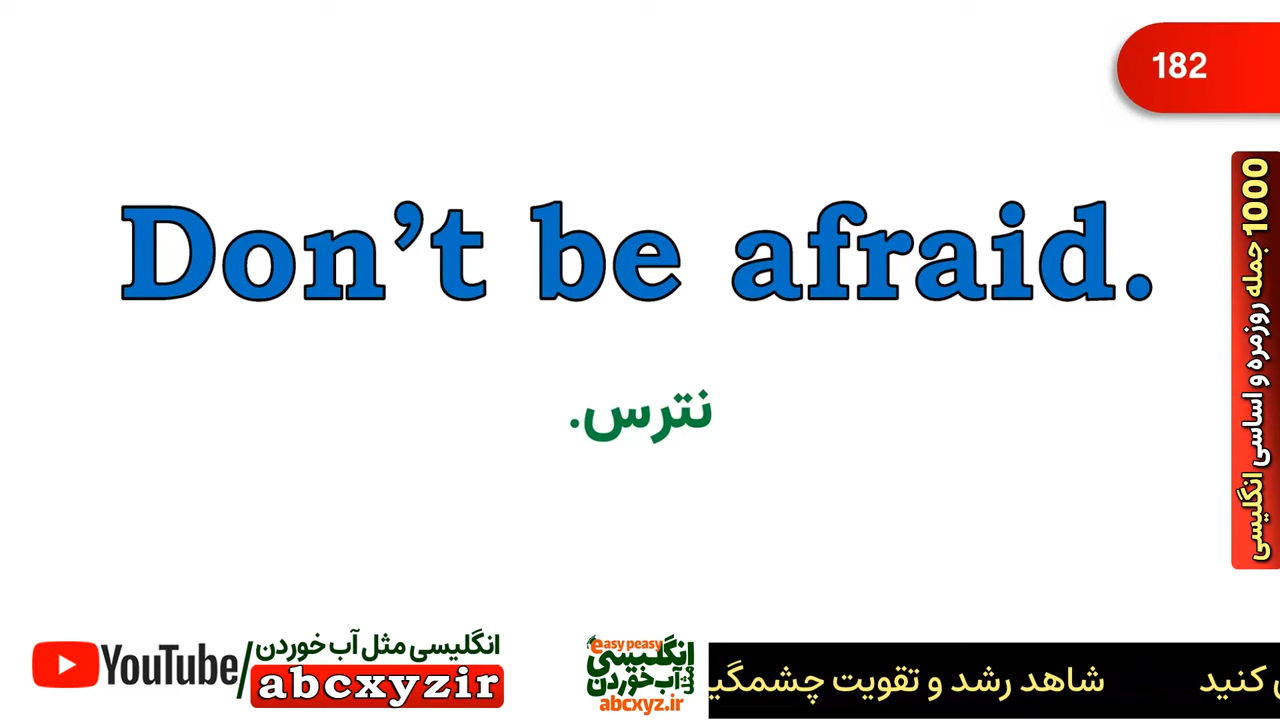 182
Don't be afraid.
نترس.
1000 جمله روزمره و اساسی انگلیسی
YouTube/
انگلیسی مثل آب خوردن
abcxyzir
easy peasy
انگلیسی
مثل آب خوردن
abcxyz.ir
کنید شاهد رشد و تقویت